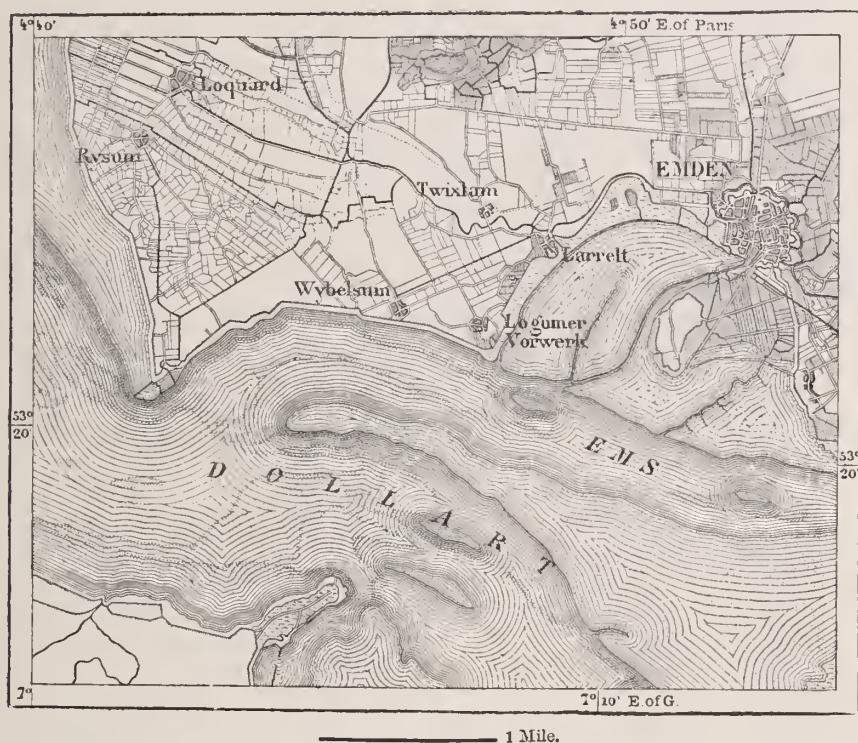 4° 40'
4° 50' E. of Paris
Loquard
Rysum
EMDEN
Twixlam
Larrelt
Wybelsum
Logumer
Vorwerk
53°
20'
EMS
53°
20'
DOLLART
7°
7° 10' E. of G.
1 Mile.